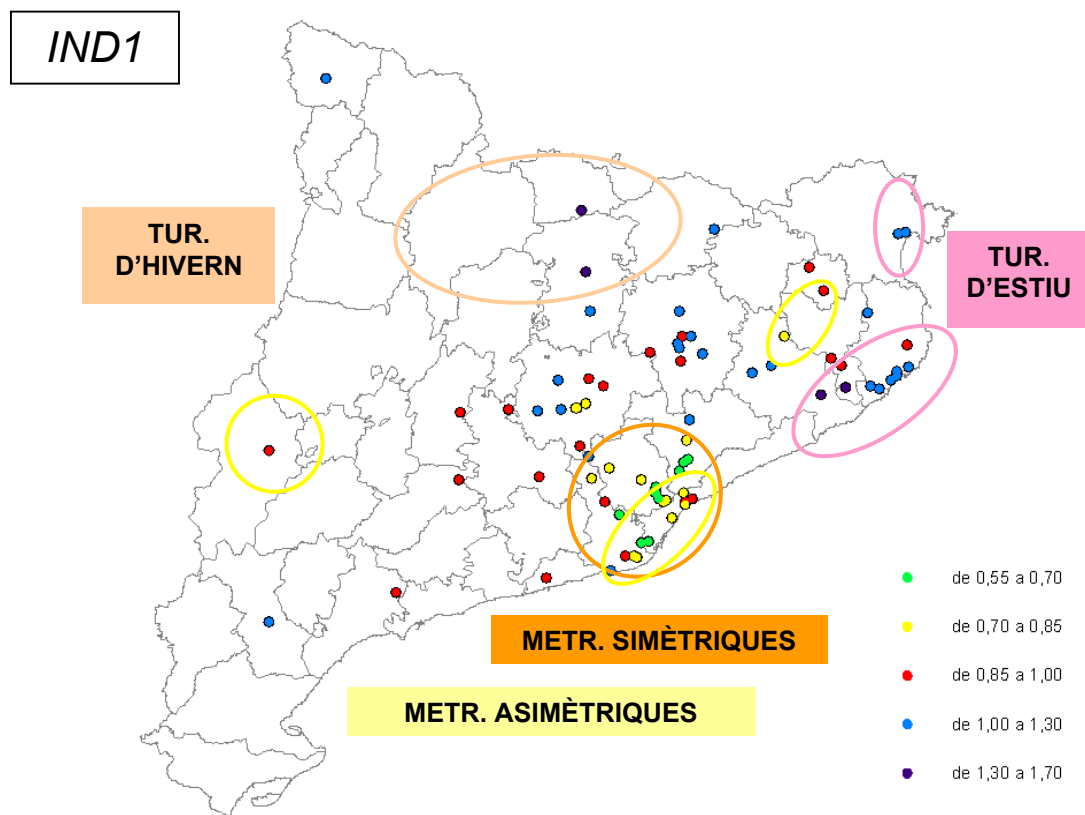 IND1
TUR.
D'HIVERN
TUR.
D'ESTIU
METR. SIMÈTRIQUES
METR. ASIMÈTRIQUES
de 0,55 a 0,70
de 0,70 a 0,85
de 0,85 a 1,00
de 1,00 a 1,30
de 1,30 a 1,70